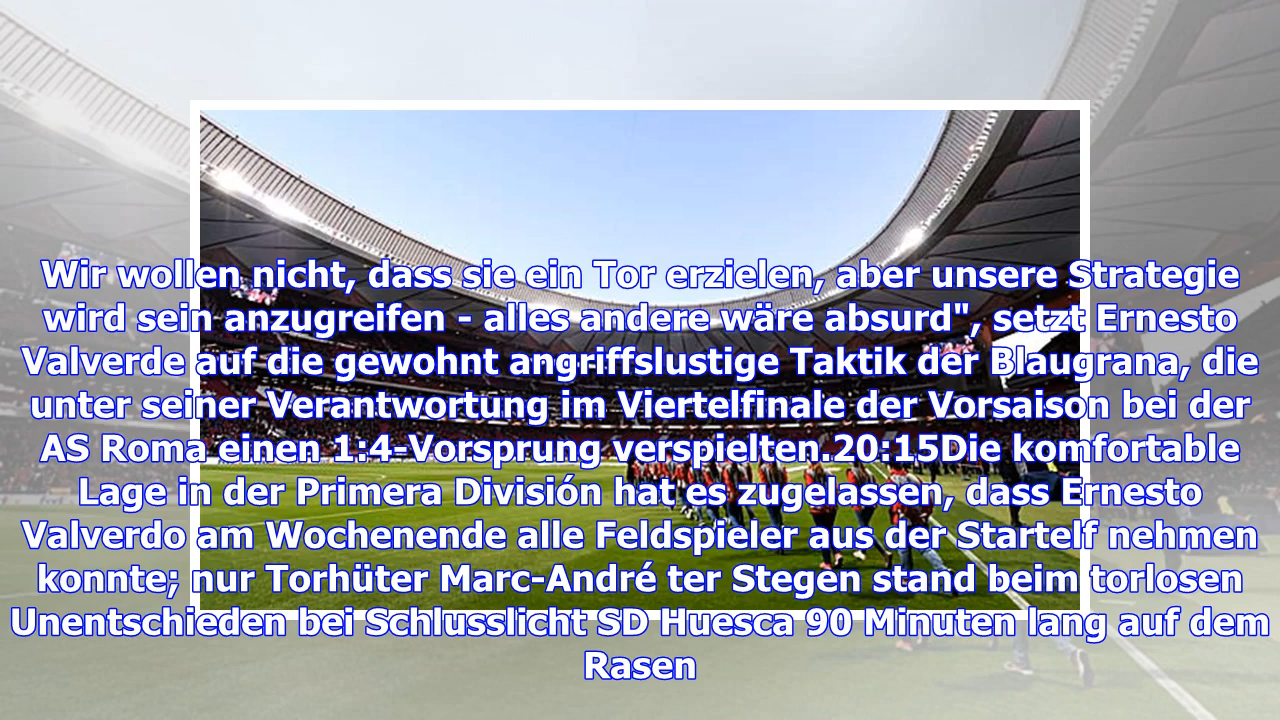 Wir wollen nicht, dass sie ein Tor erzielen, aber unsere Strategie
wird sein anzugreifen - alles andere wäre absurd", setzt Ernesto
Valverde auf die gewohnt angriffslustige Taktik der Blaugrana, die
unter seiner Verantwortung im Viertelfinale der Vorsaison bei der
AS Roma einen 1:4-Vorsprung verspielten.20:15Die komfortable
Lage in der Primera División hat es zugelassen, dass Ernesto
Valverdo am Wochenende alle Feldspieler aus der Startelf nehmen
konnte; nur Torhüter Marc-André ter Stegen stand beim torlosen
Unentschieden bei Schlusslicht SD Huesca 90 Minuten lang auf dem
Rasen